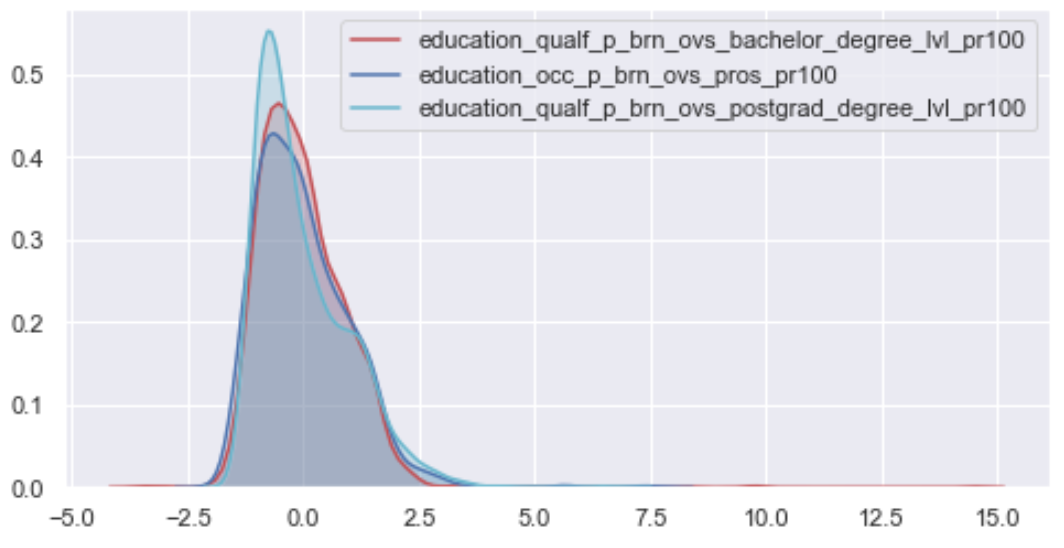 education_qualf_p_brn_ovs_bachelor_degree_lvl_pr100
education_occ_p_brn_ovs_pros_pr100
education_qualf_p_brn_ovs_postgrad_degree_lvl_pr100
0.5
0.4
0.3
0.2
0.1
0.0
−5.0 −2.5 0.0 2.5 5.0 7.5 10.0 12.5 15.0